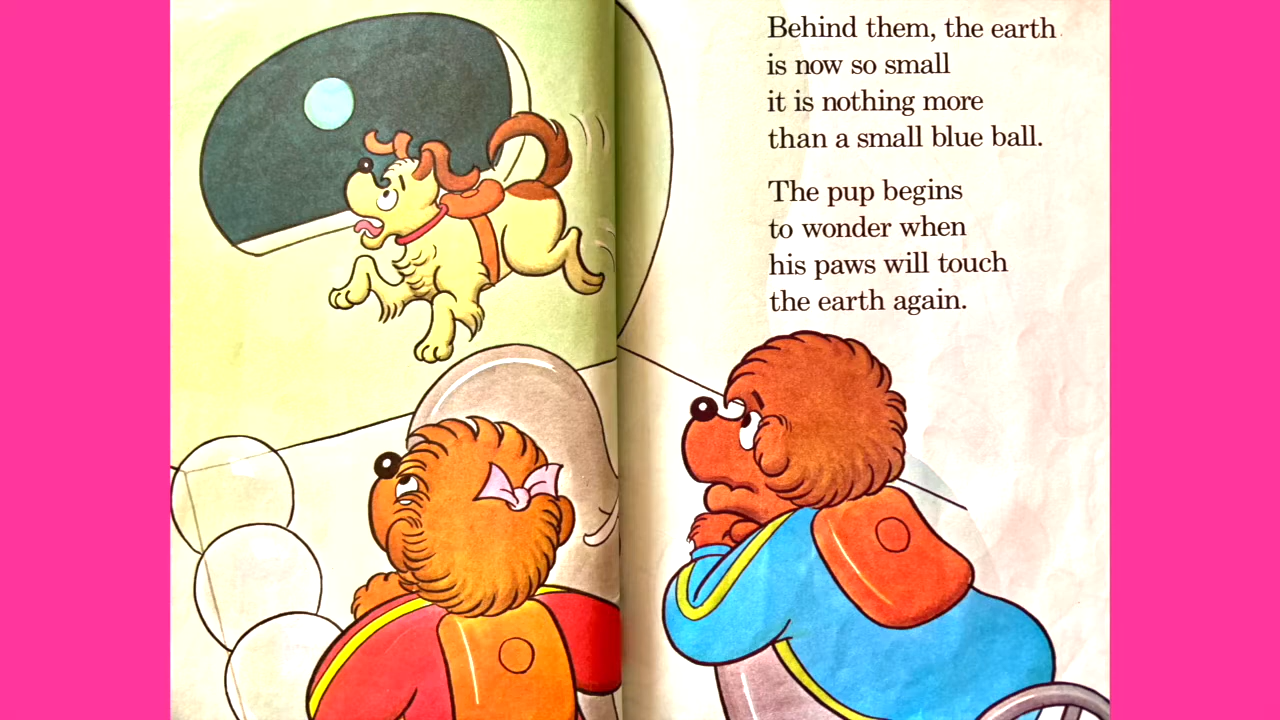 Behind them, the earth
is now so small
it is nothing more
than a small blue ball.
The pup begins
to wonder when
his paws will touch
the earth again.